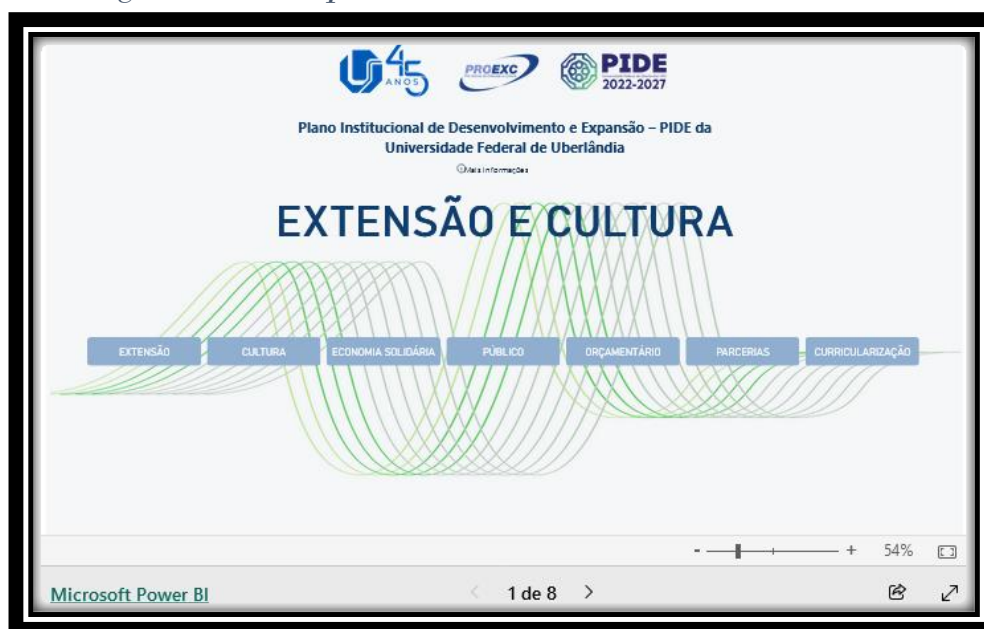 45
ANOS
PROEXC
PIDE
2022-2027
Plano Institucional de Desenvolvimento e Expansão – PIDE da
Universidade Federal de Uberlândia
Mais Informações
EXTENSÃO E CULTURA
EXTENSÃO
CULTURA
ECONOMIA SOLIDÁRIA
PÚBLICO
ORÇAMENTÁRIO
PARCERIAS
CURRICULARIZAÇÃO
- + 54%
Microsoft Power BI
1 de 8